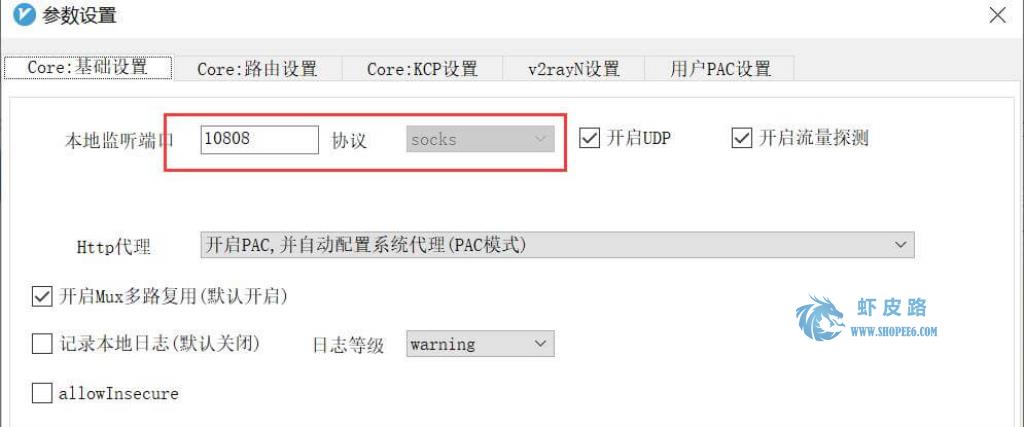 参数设置
Core:基础设置 Core:路由设置 Core:KCP设置 v2rayN设置 用户PAC设置
本地监听端口 10808 协议 socks 开启UDP 开启流量探测
Http代理 开启PAC,并自动配置系统代理(PAC模式)
开启Mux多路复用(默认开启)
虾皮路
WWW.SHOPEE6.COM
记录本地日志(默认关闭) 日志等级 warning
allowInsecure